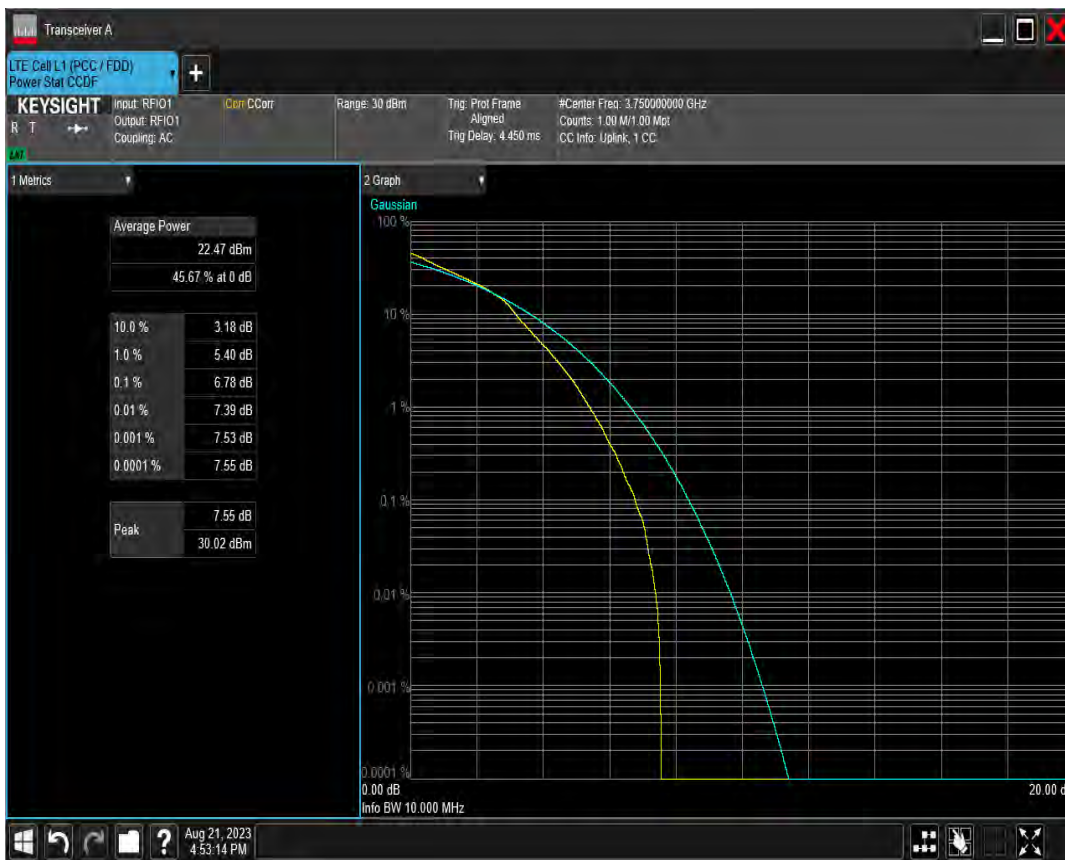 Transceiver A
LTE Cell L1 (PCC / FDD)
Power Stat CCDF
+
KEYSIGHT
R T
LNI
Input: RFIO1
Output: RFIO1
Coupling: AC
Corr CCorr
Range: 30 dBm
Trig: Prot Frame
Aligned
Trig Delay: 4.450 ms
#Center Freq: 3.750000000 GHz
Counts: 1.00 M/1.00 Mpt
CC Info: Uplink, 1 CC
1 Metrics
Average Power
22.47 dBm
45.67 % at 0 dB
10.0 % 3.18 dB
1.0 % 5.40 dB
0.1 % 6.78 dB
0.01 % 7.39 dB
0.001 % 7.53 dB
0.0001 % 7.55 dB
Peak
7.55 dB
30.02 dBm
2 Graph
Gaussian
100 %
10 %
1 %
0.1 %
0.01 %
0.001 %
0.0001 %
0.00 dB 20.00 d
Info BW 10.000 MHz
?
Aug 21, 2023
4:53:14 PM